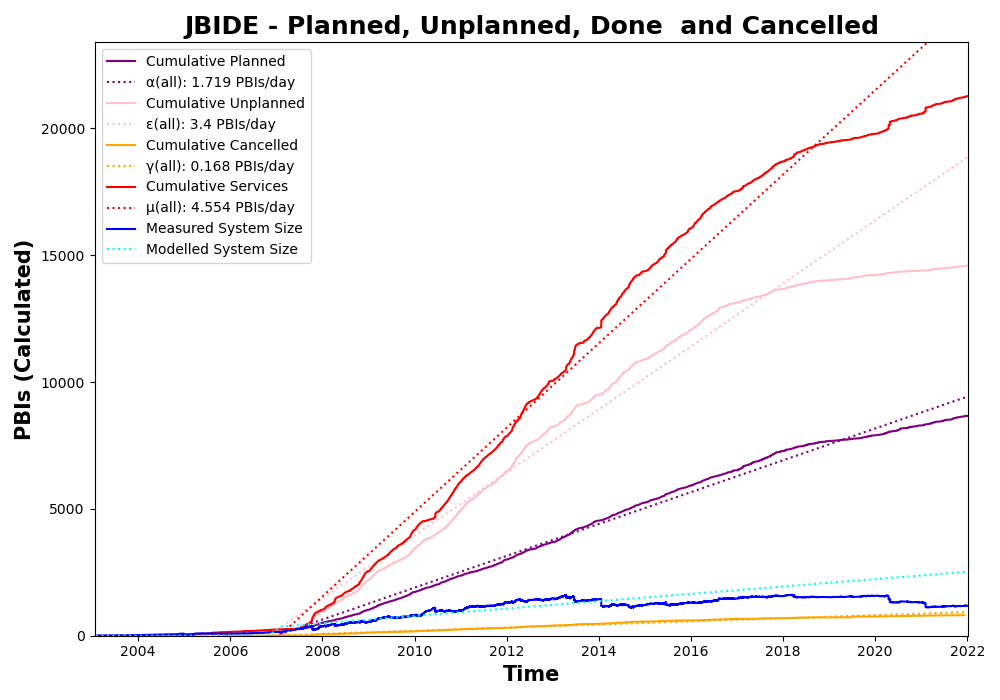 JBIDE - Planned, Unplanned, Done  and Cancelled
PBIs (Calculated)
20000
15000
10000
5000
0
Cumulative Planned
α(all): 1.719 PBIs/day
Cumulative Unplanned
ε(all): 3.4 PBIs/day
Cumulative Cancelled
γ(all): 0.168 PBIs/day
Cumulative Services
μ(all): 4.554 PBIs/day
Measured System Size
Modelled System Size
2004 2006 2008 2010 2012 2014 2016 2018 2020 2022
Time